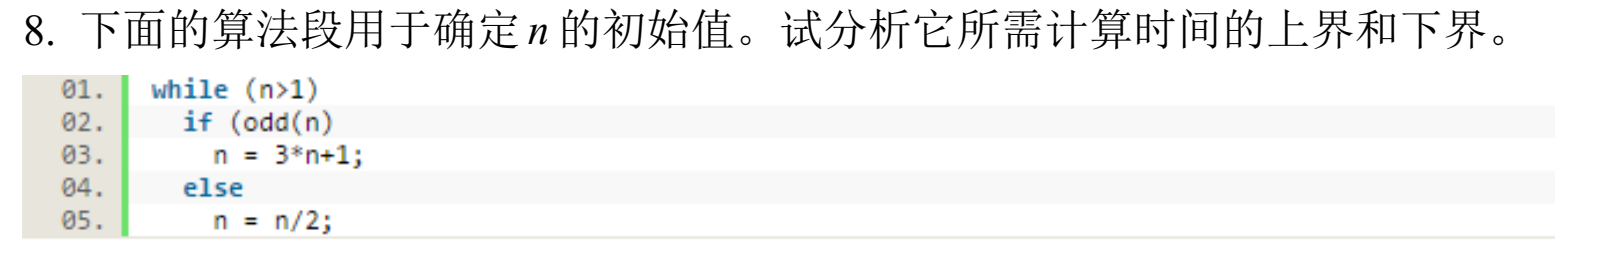 8. 下面的算法段用于确定 n 的初始值。试分析它所需计算时间的上界和下界。
01. while (n>1)
02. if (odd(n)
03. n = 3*n+1;
04. else
05. n = n/2;